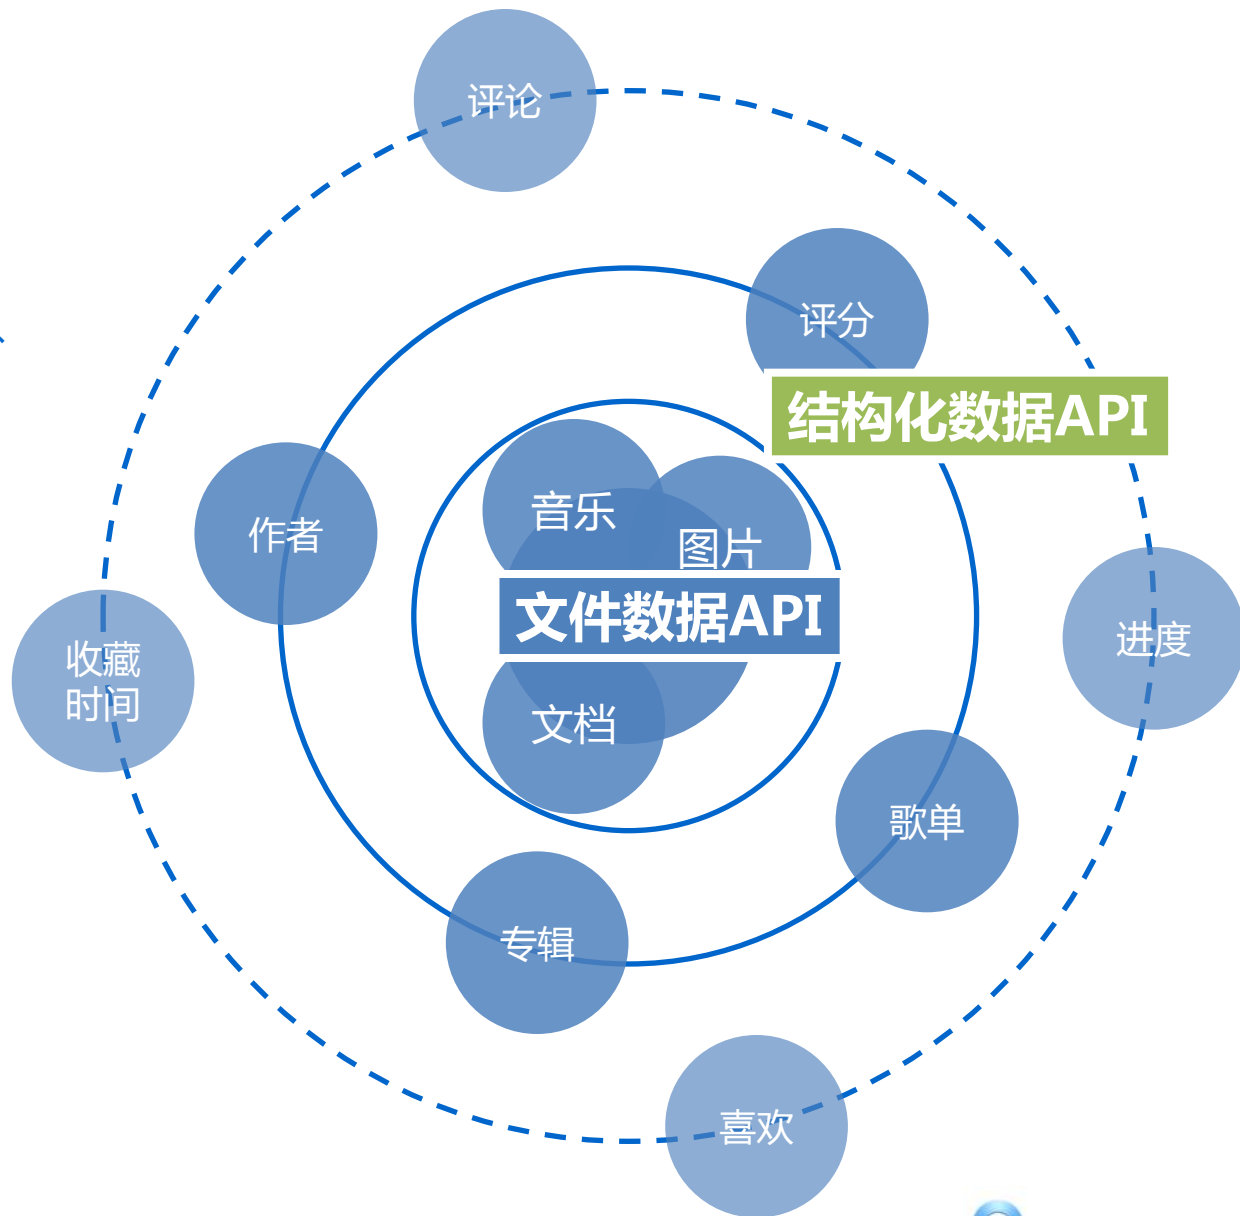 评论
评分
结构化数据API
音乐
图片
作者
文件数据API
进度
收藏
时间
文档
歌单
专辑
喜欢